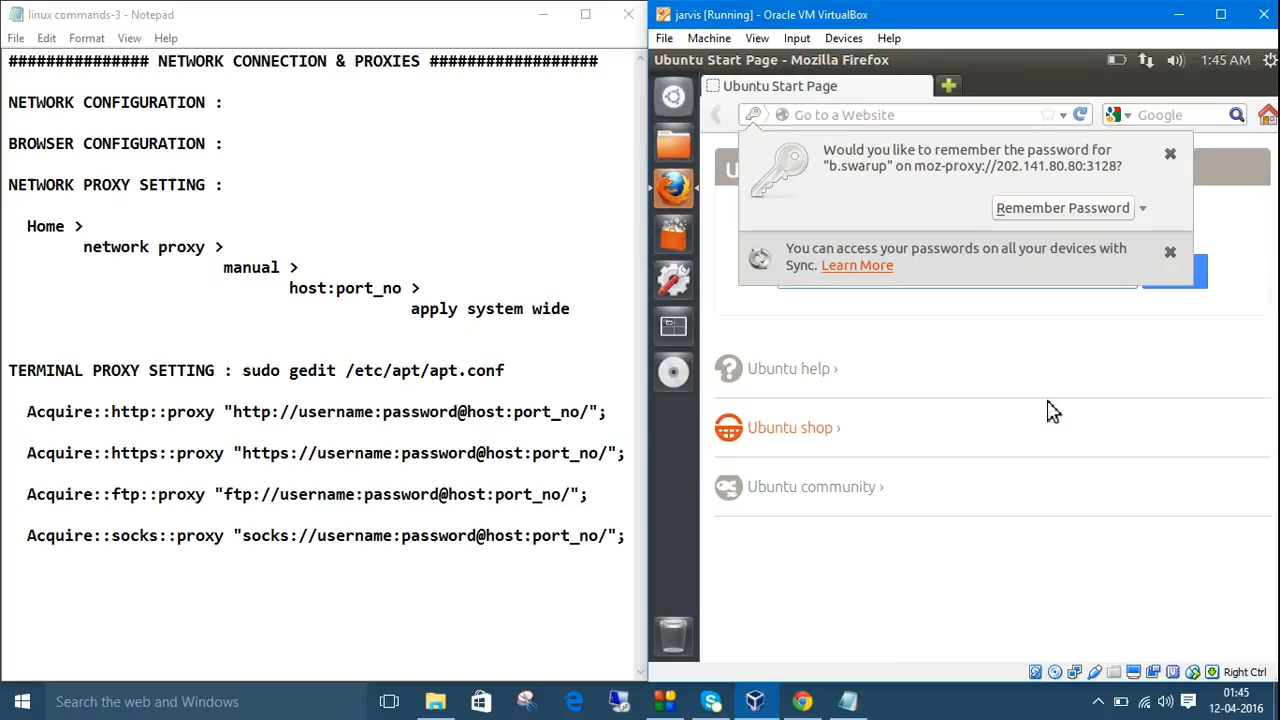 linux commands-3 - Notepad
File Edit Format View Help
############### NETWORK CONNECTION & PROXIES ##################
NETWORK CONFIGURATION :
BROWSER CONFIGURATION :
NETWORK PROXY SETTING :
Home >
network proxy >
manual >
host:port_no >
apply system wide
TERMINAL PROXY SETTING : sudo gedit /etc/apt/apt.conf
Acquire::http::proxy "http://username:password@host:port_no/";
Acquire::https::proxy "https://username:password@host:port_no/";
Acquire::ftp::proxy "ftp://username:password@host:port_no/";
Acquire::socks::proxy "socks://username:password@host:port_no/";
jarvis [Running] - Oracle VM VirtualBox
File Machine View Input Devices Help
Ubuntu Start Page - Mozilla Firefox
1:45 AM
Ubuntu Start Page
Go to a Website
Google
Would you like to remember the password for
"b.swarup" on moz-proxy://202.141.80.80:3128?
Remember Password
You can access your passwords on all your devices with
Sync. Learn More
Ubuntu help ›
Ubuntu shop ›
Ubuntu community ›
Right Ctrl
Search the web and Windows
01:45
12-04-2016